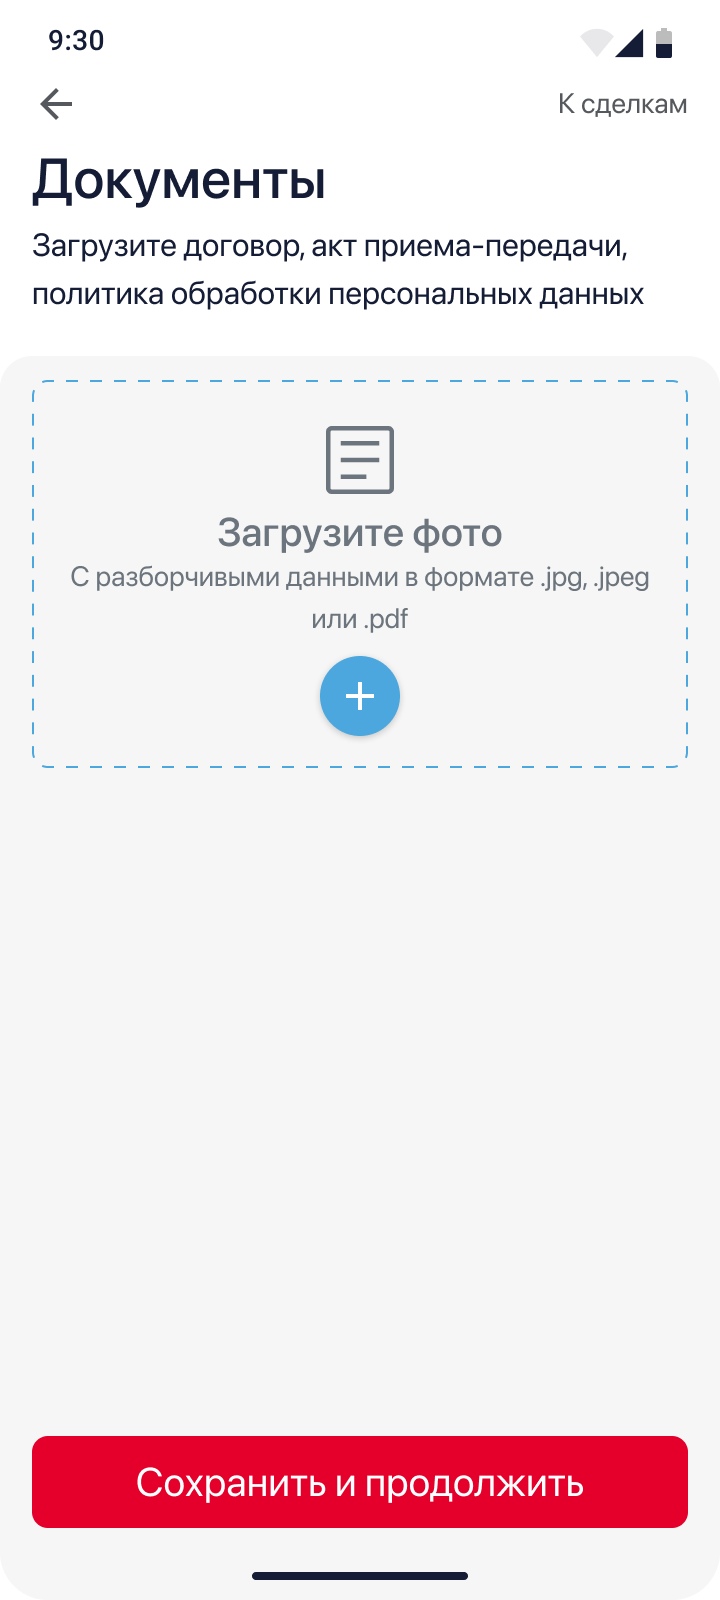 9:30
К сделкам
Документы
Загрузите договор, акт приема-передачи,
политика обработки персональных данных
Загрузите фото
С разборчивыми данными в формате .jpg, .jpeg
или .pdf
Сохранить и продолжить